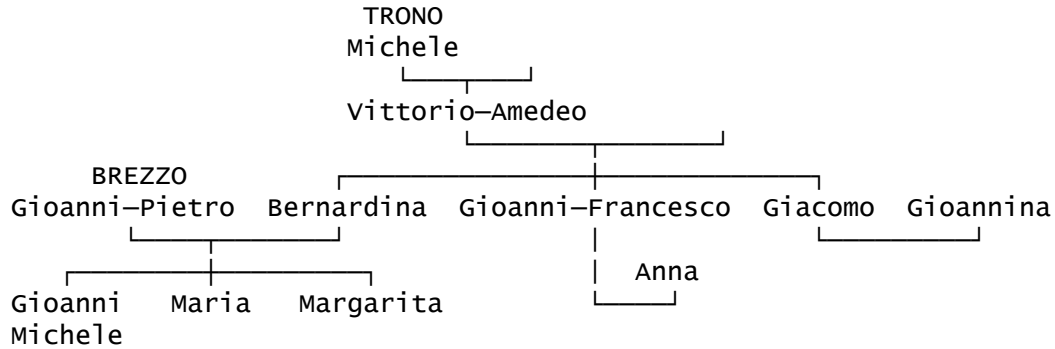 TRONO
Michele
Vittorio—Amedeo
BREZZO
Gioanni—Pietro Bernardina Gioanni—Francesco Giacomo Gioannina
Anna
Gioanni Maria Margarita
Michele